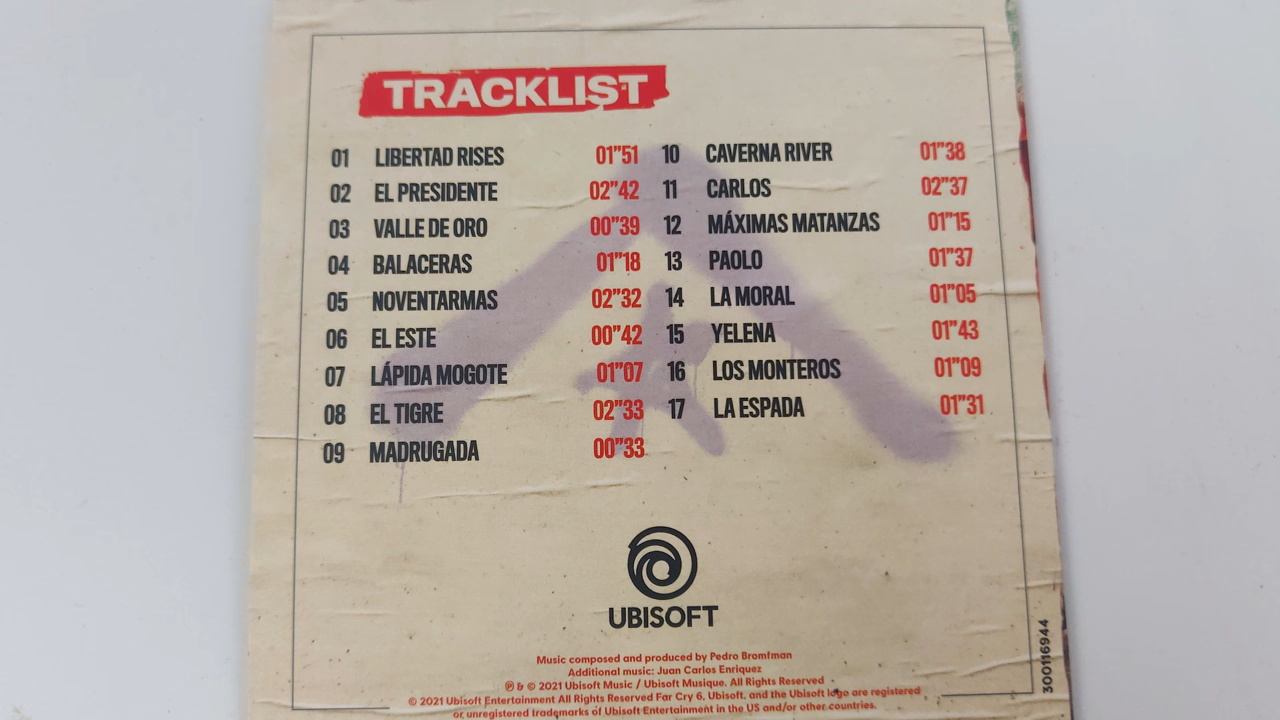 TRACKLIST
01 LIBERTAD RISES 01"51
02 EL PRESIDENTE 02"42
03 VALLE DE ORO 00"39
04 BALACERAS 01"18
05 NOVENTARMAS 02"32
06 EL ESTE 00"42
07 LÁPIDA MOGOTE 01"07
08 EL TIGRE 02"33
09 MADRUGADA 00"33
10 CAVERNA RIVER 01"38
11 CARLOS 02"37
12 MÁXIMAS MATANZAS 01"15
13 PAOLO 01"37
14 LA MORAL 01"05
15 YELENA 01"43
16 LOS MONTEROS 01"09
17 LA ESPADA 01"31
UBISOFT
Music composed and produced by Pedro Bromfman
Additional music: Juan Carlos Enriquez
℗ & © 2021 Ubisoft Music / Ubisoft Musique. All Rights Reserved
© 2021 Ubisoft Entertainment All Rights Reserved Far Cry 6, Ubisoft, and the Ubisoft logo are registered
or unregistered trademarks of Ubisoft Entertainment in the US and/or other countries.
300116944